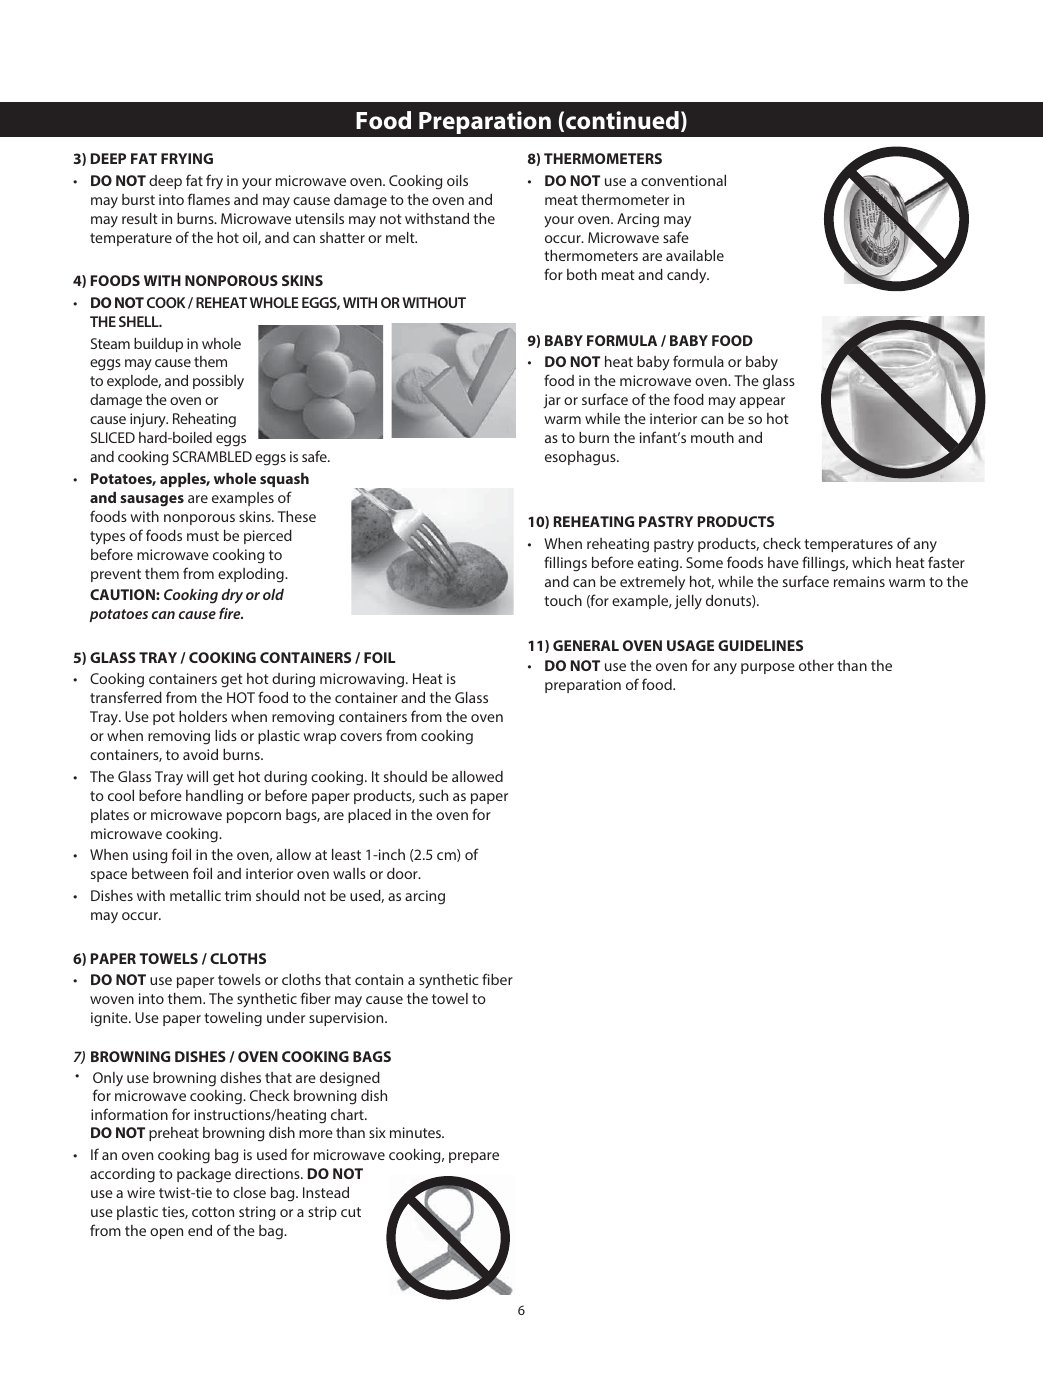 Food Preparation (continued)
3) DEEP FAT FRYING
• DO NOT deep fat fry in your microwave oven. Cooking oils
may burst into flames and may cause damage to the oven and
may result in burns. Microwave utensils may not withstand the
temperature of the hot oil, and can shatter or melt.
4) FOODS WITH NONPOROUS SKINS
• DO NOT COOK / REHEAT WHOLE EGGS, WITH OR WITHOUT
THE SHELL.
Steam buildup in whole
eggs may cause them
to explode, and possibly
damage the oven or
cause injury. Reheating
SLICED hard-boiled eggs
and cooking SCRAMBLED eggs is safe.
• Potatoes, apples, whole squash
and sausages are examples of
foods with nonporous skins. These
types of foods must be pierced
before microwave cooking to
prevent them from exploding.
CAUTION: Cooking dry or old
potatoes can cause fire.
5) GLASS TRAY / COOKING CONTAINERS / FOIL
• Cooking containers get hot during microwaving. Heat is
transferred from the HOT food to the container and the Glass
Tray. Use pot holders when removing containers from the oven
or when removing lids or plastic wrap covers from cooking
containers, to avoid burns.
• The Glass Tray will get hot during cooking. It should be allowed
to cool before handling or before paper products, such as paper
plates or microwave popcorn bags, are placed in the oven for
microwave cooking.
• When using foil in the oven, allow at least 1-inch (2.5 cm) of
space between foil and interior oven walls or door.
• Dishes with metallic trim should not be used, as arcing
may occur.
6) PAPER TOWELS / CLOTHS
• DO NOT use paper towels or cloths that contain a synthetic fiber
woven into them. The synthetic fiber may cause the towel to
ignite. Use paper toweling under supervision.
7) BROWNING DISHES / OVEN COOKING BAGS
• Only use browning dishes that are designed
for microwave cooking. Check browning dish
information for instructions/heating chart.
DO NOT preheat browning dish more than six minutes.
• If an oven cooking bag is used for microwave cooking, prepare
according to package directions. DO NOT
use a wire twist-tie to close bag. Instead
use plastic ties, cotton string or a strip cut
from the open end of the bag.
8) THERMOMETERS
• DO NOT use a conventional
meat thermometer in
your oven. Arcing may
occur. Microwave safe
thermometers are available
for both meat and candy.
9) BABY FORMULA / BABY FOOD
• DO NOT heat baby formula or baby
food in the microwave oven. The glass
jar or surface of the food may appear
warm while the interior can be so hot
as to burn the infant's mouth and
esophagus.
10) REHEATING PASTRY PRODUCTS
• When reheating pastry products, check temperatures of any
fillings before eating. Some foods have fillings, which heat faster
and can be extremely hot, while the surface remains warm to the
touch (for example, jelly donuts).
11) GENERAL OVEN USAGE GUIDELINES
• DO NOT use the oven for any purpose other than the
preparation of food.
6